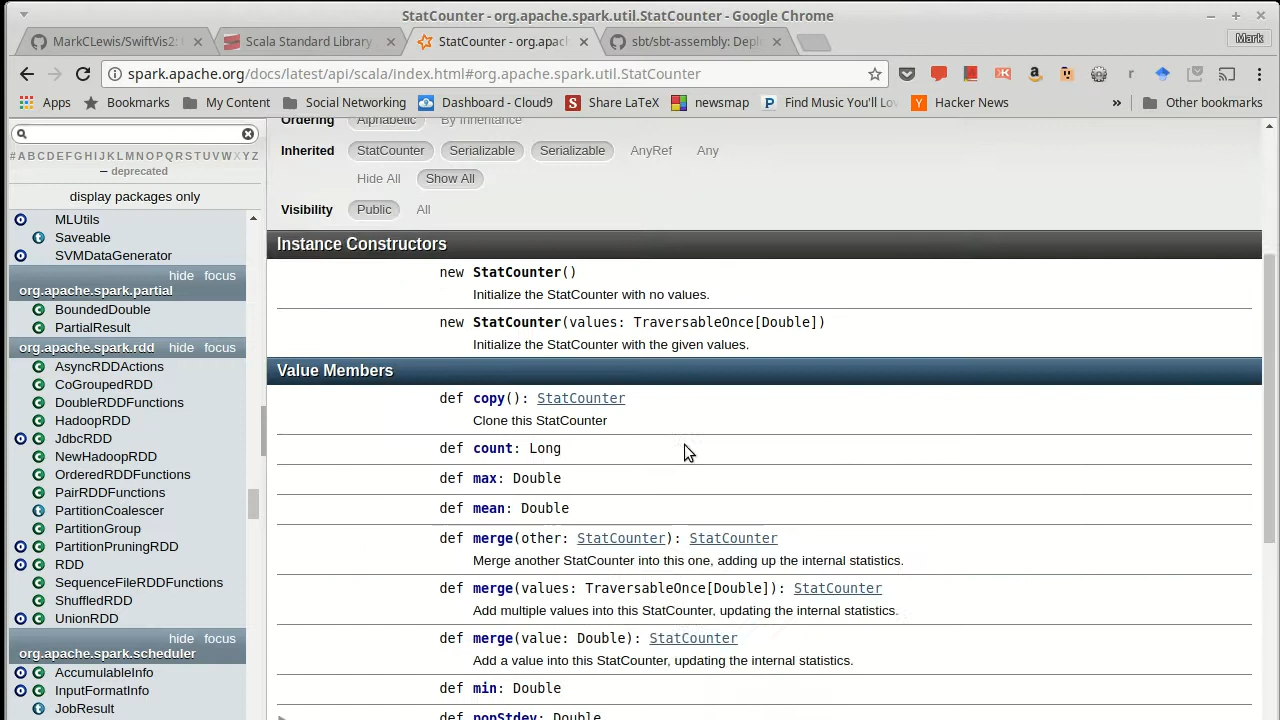 StatCounter - org.apache.spark.util.StatCounter - Google Chrome
MarkCLewis/SwiftVis2:
Scala Standard Library
StatCounter - org.apac
sbt/sbt-assembly: Deplo
Mark
spark.apache.org/docs/latest/api/scala/index.html#org.apache.spark.util.StatCounter
Apps
Bookmarks
My Content
Social Networking
Dashboard - Cloud9
Share LaTeX
newsmap
Find Music You'll Lo
Hacker News
»
Other bookmarks
#ABCDEFGHIJKLMNOPQRSTUVWXYZ
– deprecated
display packages only
MLUtils
Saveable
SVMDataGenerator
hide focus
org.apache.spark.partial
BoundedDouble
PartialResult
org.apache.spark.rdd hide focus
AsyncRDDActions
CoGroupedRDD
DoubleRDDFunctions
HadoopRDD
JdbcRDD
NewHadoopRDD
OrderedRDDFunctions
PairRDDFunctions
PartitionCoalescer
PartitionGroup
PartitionPruningRDD
RDD
SequenceFileRDDFunctions
ShuffledRDD
UnionRDD
hide focus
org.apache.spark.scheduler
AccumulableInfo
InputFormatInfo
JobResult
Ordering Alphabetic By Inheritance
Inherited StatCounter Serializable Serializable AnyRef Any
Hide All Show All
Visibility Public All
Instance Constructors
new StatCounter()
Initialize the StatCounter with no values.
new StatCounter(values: TraversableOnce[Double])
Initialize the StatCounter with the given values.
Value Members
def copy(): StatCounter
Clone this StatCounter
def count: Long
def max: Double
def mean: Double
def merge(other: StatCounter): StatCounter
Merge another StatCounter into this one, adding up the internal statistics.
def merge(values: TraversableOnce[Double]): StatCounter
Add multiple values into this StatCounter, updating the internal statistics.
def merge(value: Double): StatCounter
Add a value into this StatCounter, updating the internal statistics.
def min: Double
def popStdev: Double